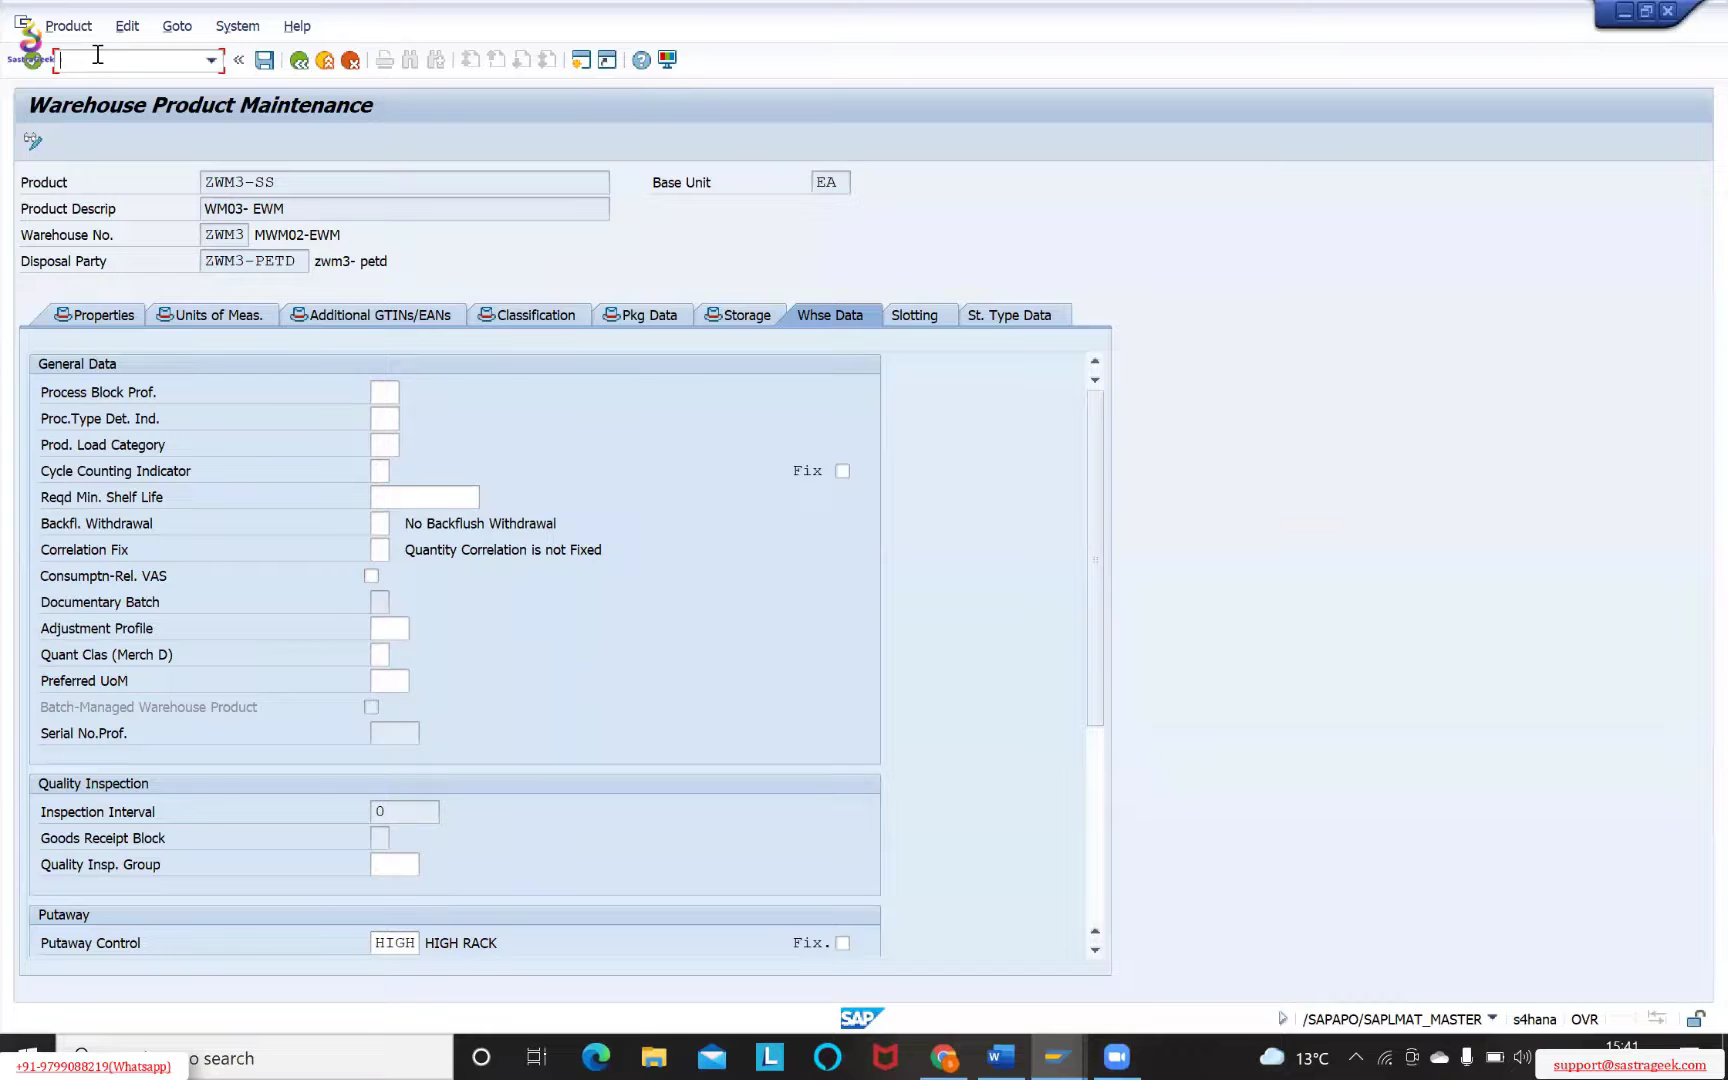 Product Edit Goto System Help
SastraGeek
Warehouse Product Maintenance
Product ZWM3-SS Base Unit EA
Product Descrip WM03- EWM
Warehouse No. ZWM3 MWM02-EWM
Disposal Party ZWM3-PETD zwm3- petd
Properties Units of Meas. Additional GTINs/EANs Classification Pkg Data Storage Whse Data Slotting St. Type Data
General Data
Process Block Prof.
Proc.Type Det. Ind.
Prod. Load Category
Cycle Counting Indicator Fix
Reqd Min. Shelf Life
Backfl. Withdrawal No Backflush Withdrawal
Correlation Fix Quantity Correlation is not Fixed
Consumptn-Rel. VAS
Documentary Batch
Adjustment Profile
Quant Clas (Merch D)
Preferred UoM
Batch-Managed Warehouse Product
Serial No.Prof.
Quality Inspection
Inspection Interval 0
Goods Receipt Block
Quality Insp. Group
Putaway
Putaway Control HIGH HIGH RACK Fix.
SAP
/SAPAPO/SAPLMAT_MASTER s4hana OVR
to search
13°C
15:41
+91-9799088219(Whatsapp)
support@sastrageek.com